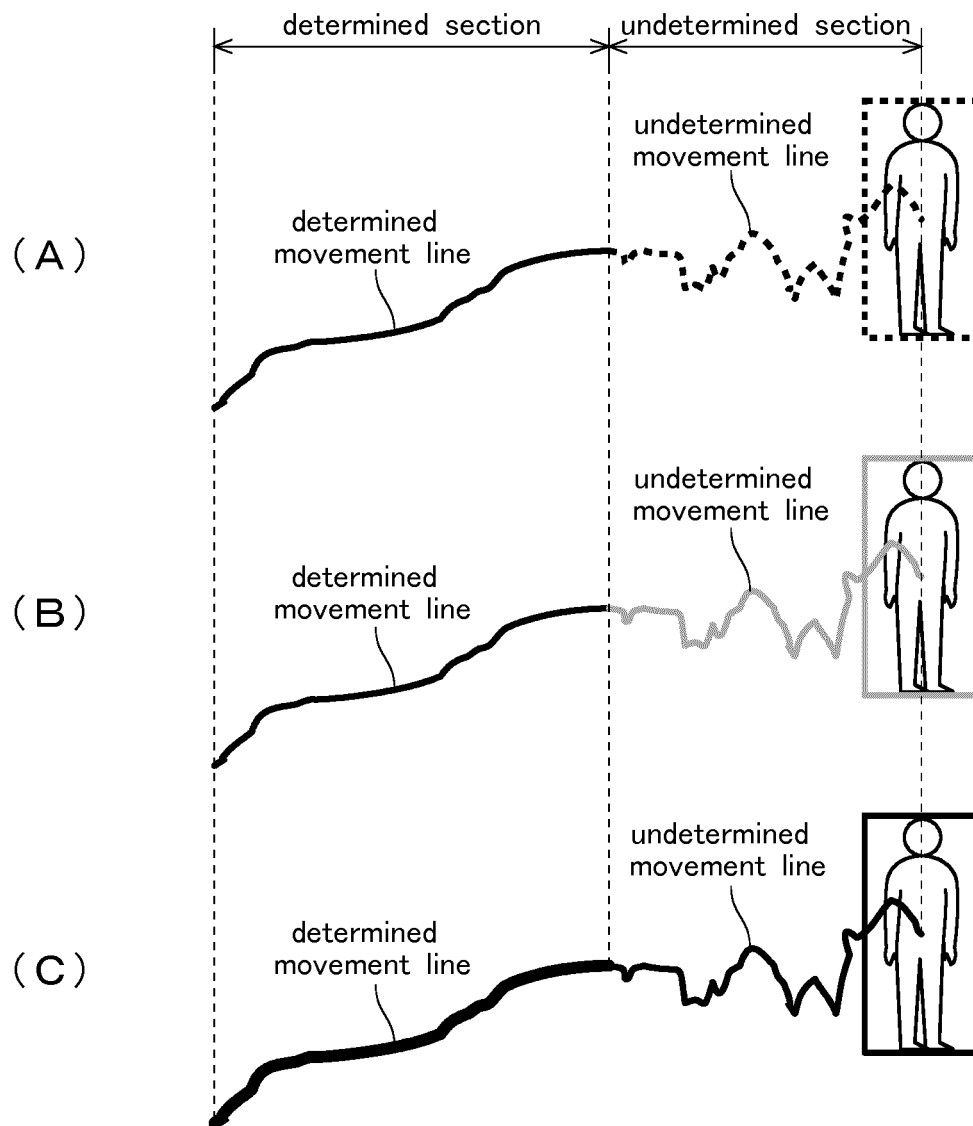 determined section
undetermined section
undetermined
movement line
determined
movement line
(A)
undetermined
movement line
determined
movement line
(B)
undetermined
movement line
determined
movement line
(C)